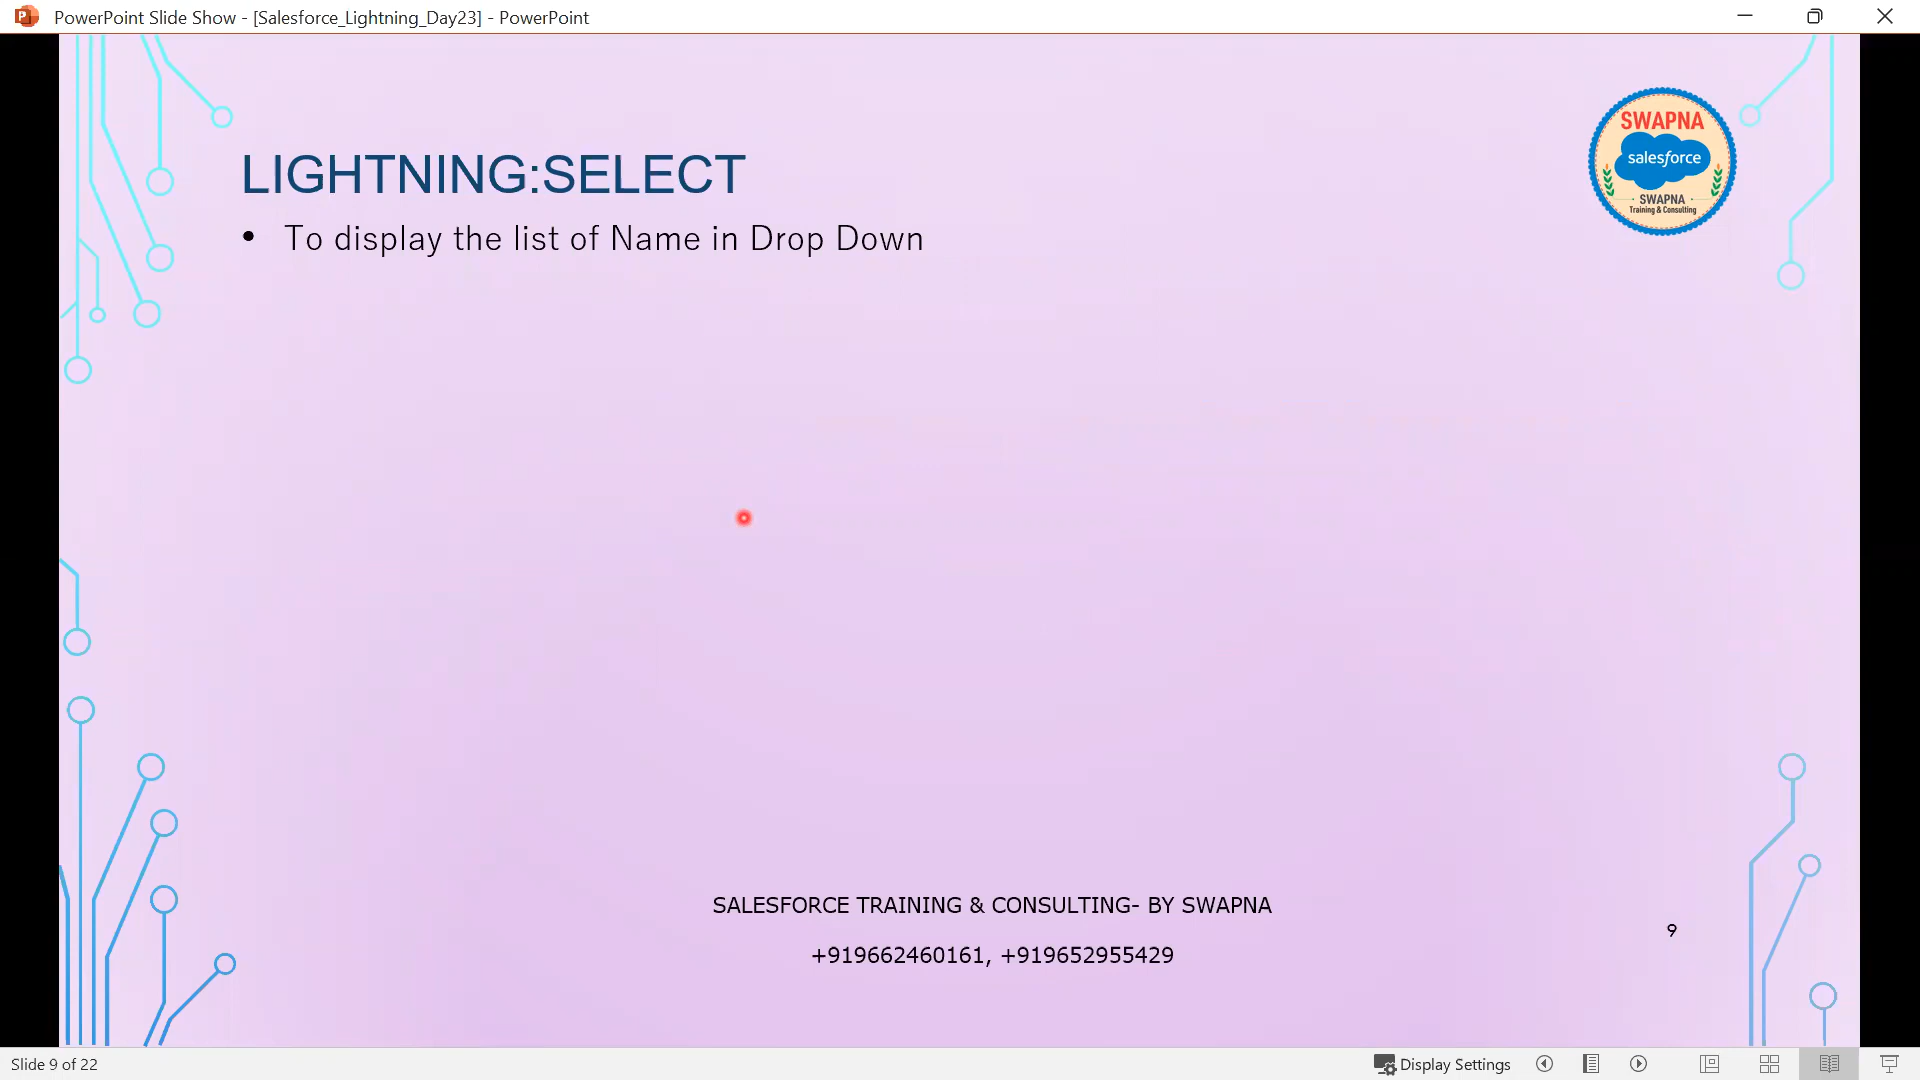 PowerPoint Slide Show - [Salesforce_Lightning_Day23] - PowerPoint
SWAPNA
salesforce
SWAPNA
Training & Consulting
LIGHTNING:SELECT
• To display the list of Name in Drop Down
SALESFORCE TRAINING & CONSULTING- BY SWAPNA
+919662460161, +919652955429
9
Slide 9 of 22
Display Settings